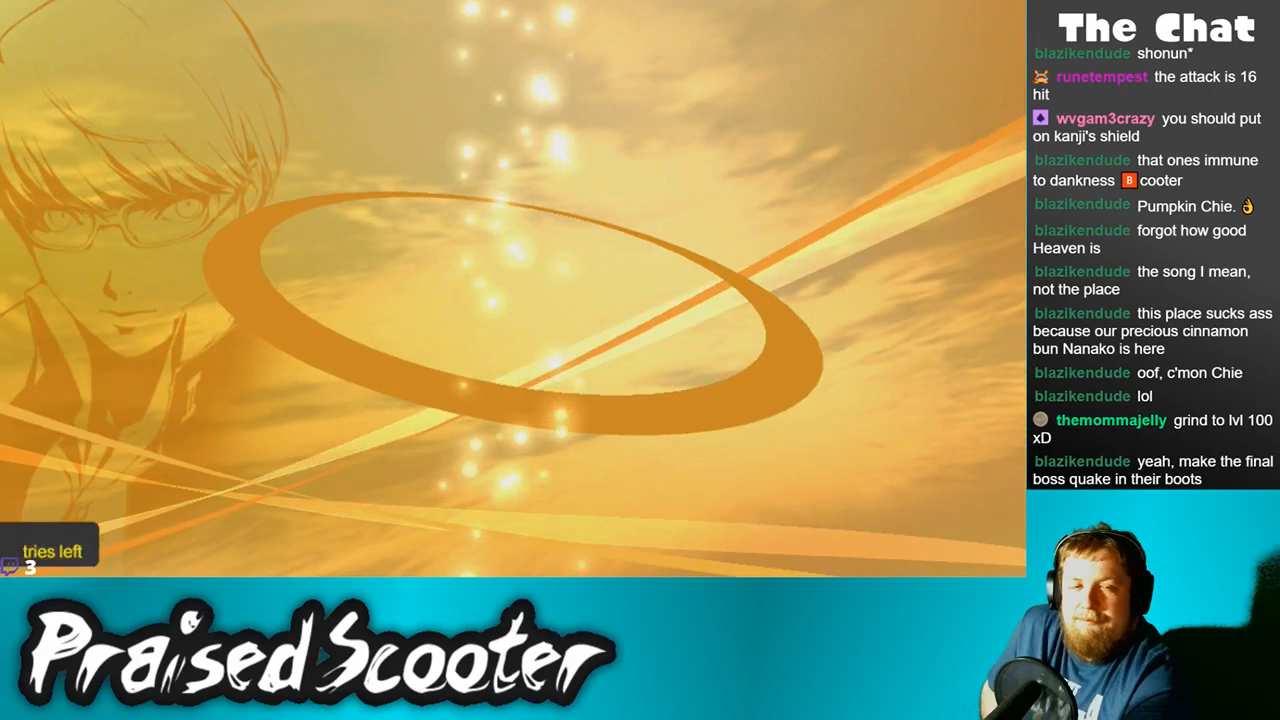 The Chat
blazikendude shonun*
runetempest the attack is 16
hit
wvgam3crazy you should put
on kanji's shield
blazikendude that ones immune
to dankness B cooter
blazikendude Pumpkin Chie. 👌
blazikendude forgot how good
Heaven is
blazikendude the song I mean,
not the place
blazikendude this place sucks ass
because our precious cinnamon
bun Nanako is here
blazikendude oof, c'mon Chie
blazikendude lol
themommajelly grind to lvl 100
xD
blazikendude yeah, make the final
boss quake in their boots
tries left
3
PraisedScooter